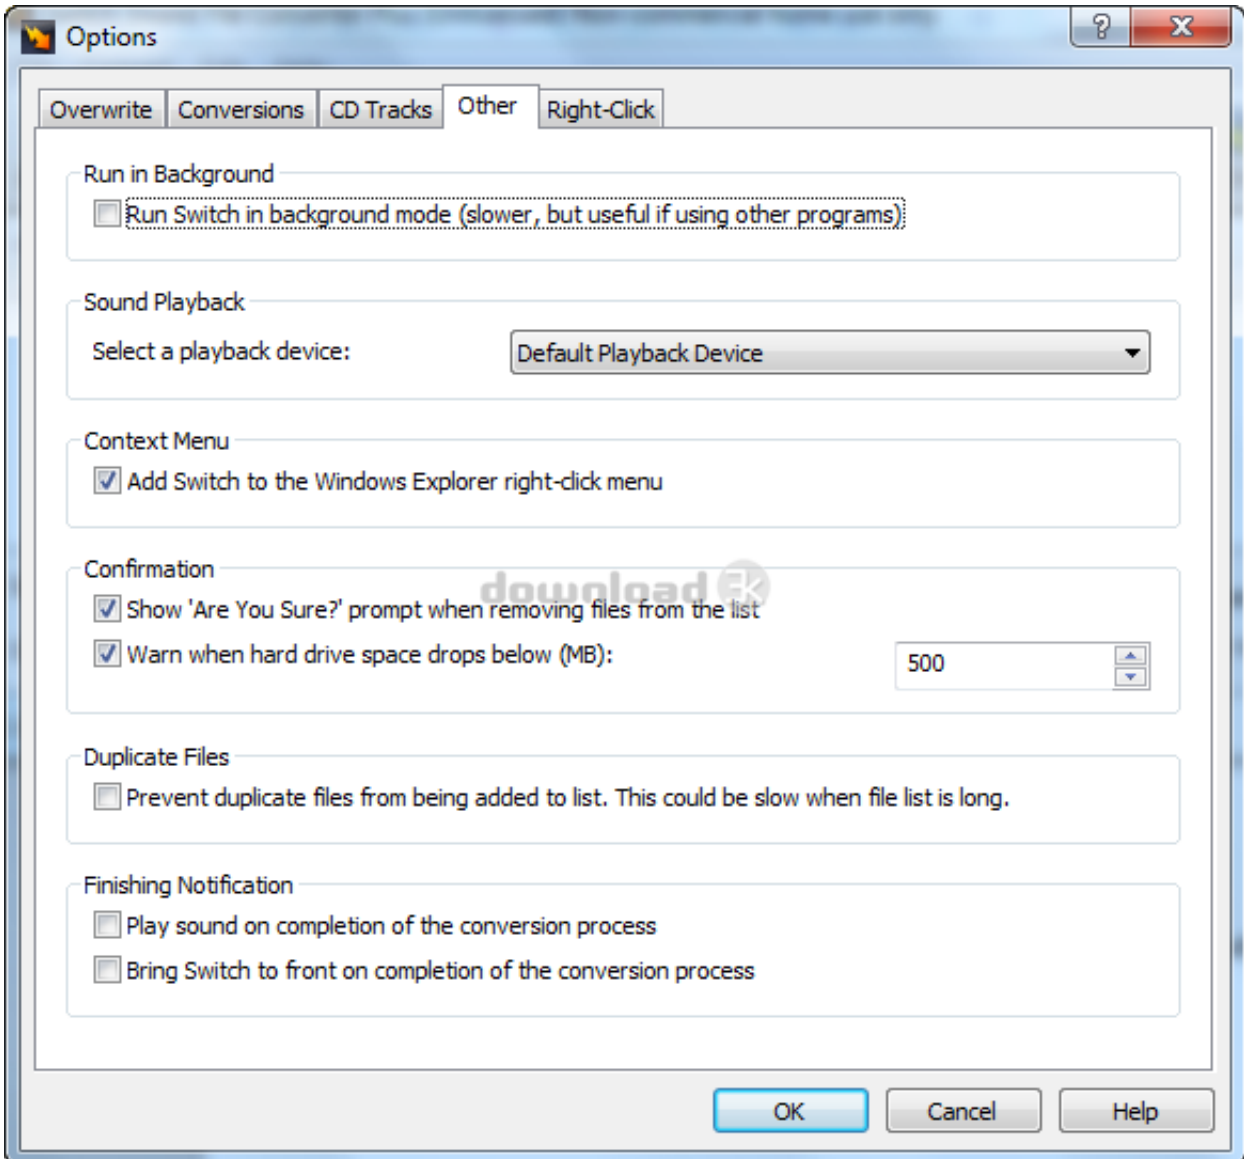 Options
?
X
Overwrite
Conversions
CD Tracks
Other
Right-Click
Run in Background
Run Switch in background mode (slower, but useful if using other programs)
Sound Playback
Select a playback device:
Default Playback Device
Context Menu
Add Switch to the Windows Explorer right-click menu
Confirmation
download 3k
Show 'Are You Sure?' prompt when removing files from the list
Warn when hard drive space drops below (MB):
500
Duplicate Files
Prevent duplicate files from being added to list. This could be slow when file list is long.
Finishing Notification
Play sound on completion of the conversion process
Bring Switch to front on completion of the conversion process
OK
Cancel
Help